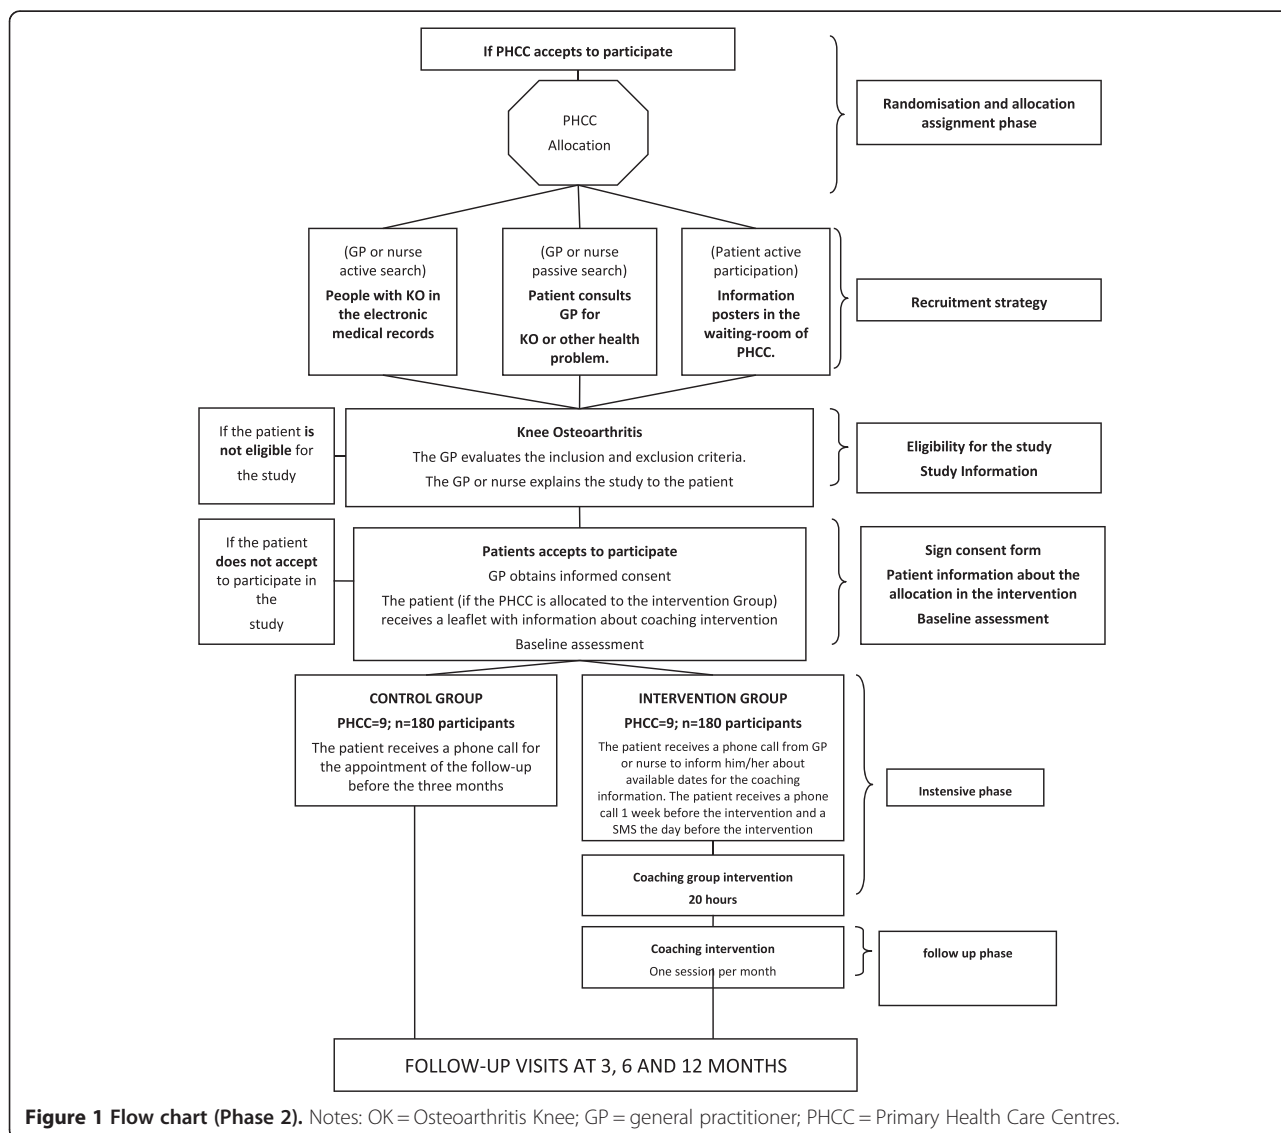 If PHCC accepts to participate
Randomisation and allocation
assignment phase
PHCC
Allocation
(GP or nurse
active search)
People with KO in
the electronic
medical records
(GP or nurse
passive search)
Patient consults
GP for
KO or other health
problem.
(Patient active
participation)
Information
posters in the
waiting-room of
PHCC.
Recruitment strategy
If the patient is
not eligible for
the study
Knee Osteoarthritis
The GP evaluates the inclusion and exclusion criteria.
The GP or nurse explains the study to the patient
Eligibility for the study
Study Information
If the patient
does not accept
to participate in
the
study
Patients accepts to participate
GP obtains informed consent
The patient (if the PHCC is allocated to the intervention Group)
receives a leaflet with information about coaching intervention
Baseline assessment
Sign consent form
Patient information about the
allocation in the intervention
Baseline assessment
CONTROL GROUP
PHCC=9; n=180 participants
The patient receives a phone call for
the appointment of the follow-up
before the three months
INTERVENTION GROUP
PHCC=9; n=180 participants
The patient receives a phone call from GP
or nurse to inform him/her about
available dates for the coaching
information. The patient receives a phone
call 1 week before the intervention and a
SMS the day before the intervention
Instensive phase
Coaching group intervention
20 hours
Coaching intervention
One session per month
follow up phase
FOLLOW-UP VISITS AT 3, 6 AND 12 MONTHS
Figure 1 Flow chart (Phase 2). Notes: OK = Osteoarthritis Knee; GP = general practitioner; PHCC = Primary Health Care Centres.